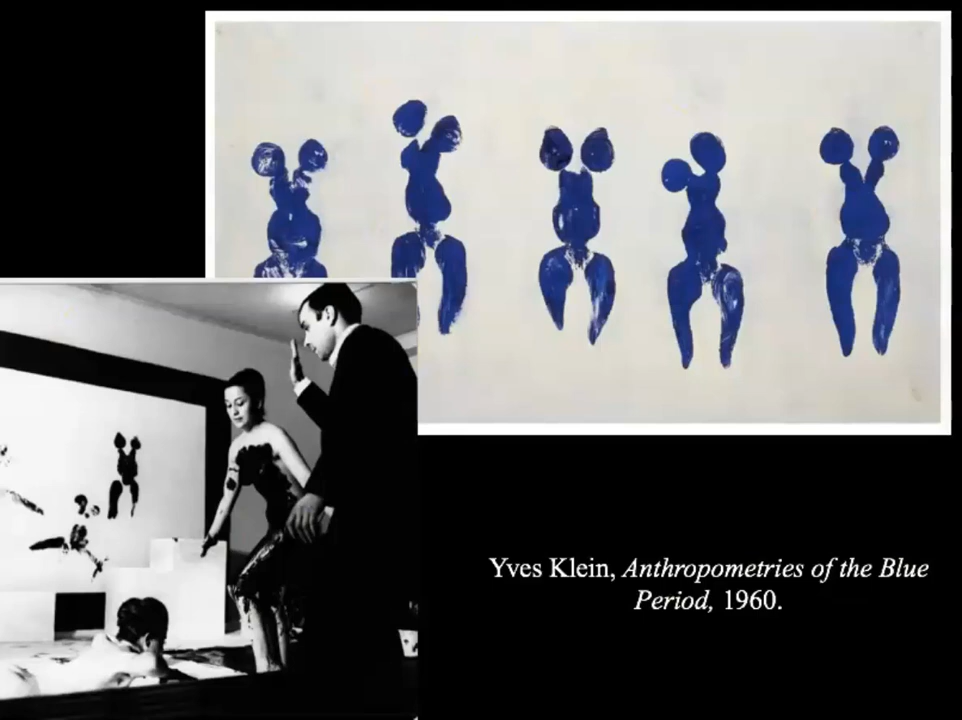 Yves Klein, Anthropometries of the Blue
Period, 1960.